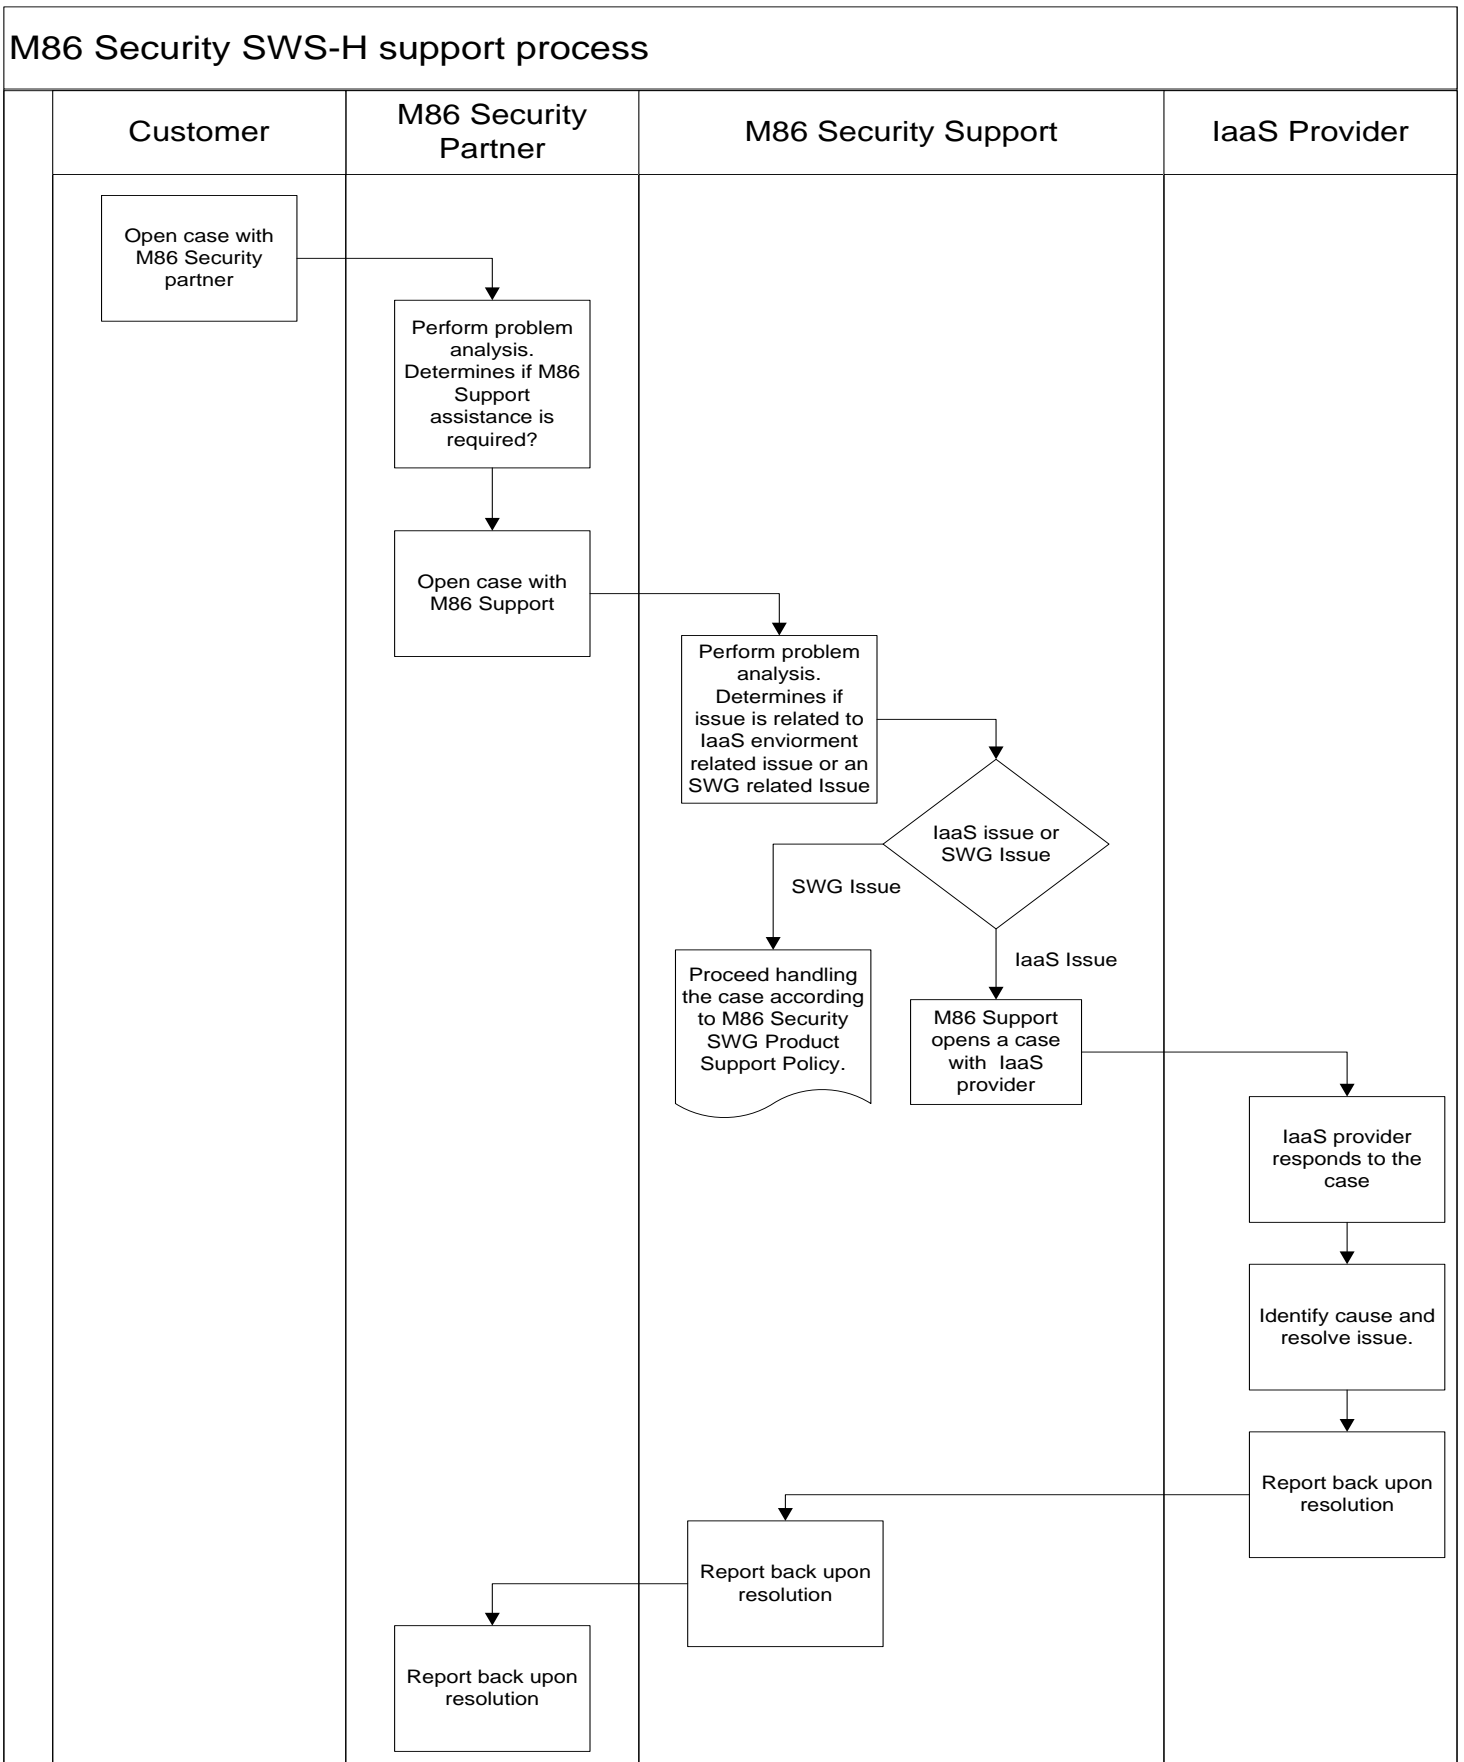 M86 Security SWS-H support process
Customer
M86 Security
Partner
M86 Security Support
IaaS Provider
Open case with
M86 Security
partner
Perform problem
analysis.
Determines if M86
Support
assistance is
required?
Open case with
M86 Support
Perform problem
analysis.
Determines if
issue is related to
IaaS enviorment
related issue or an
SWG related Issue
IaaS issue or
SWG Issue
SWG Issue
IaaS Issue
Proceed handling
the case according
to M86 Security
SWG Product
Support Policy.
M86 Support
opens a case
with  IaaS
provider
IaaS provider
responds to the
case
Identify cause and
resolve issue.
Report back upon
resolution
Report back upon
resolution
Report back upon
resolution